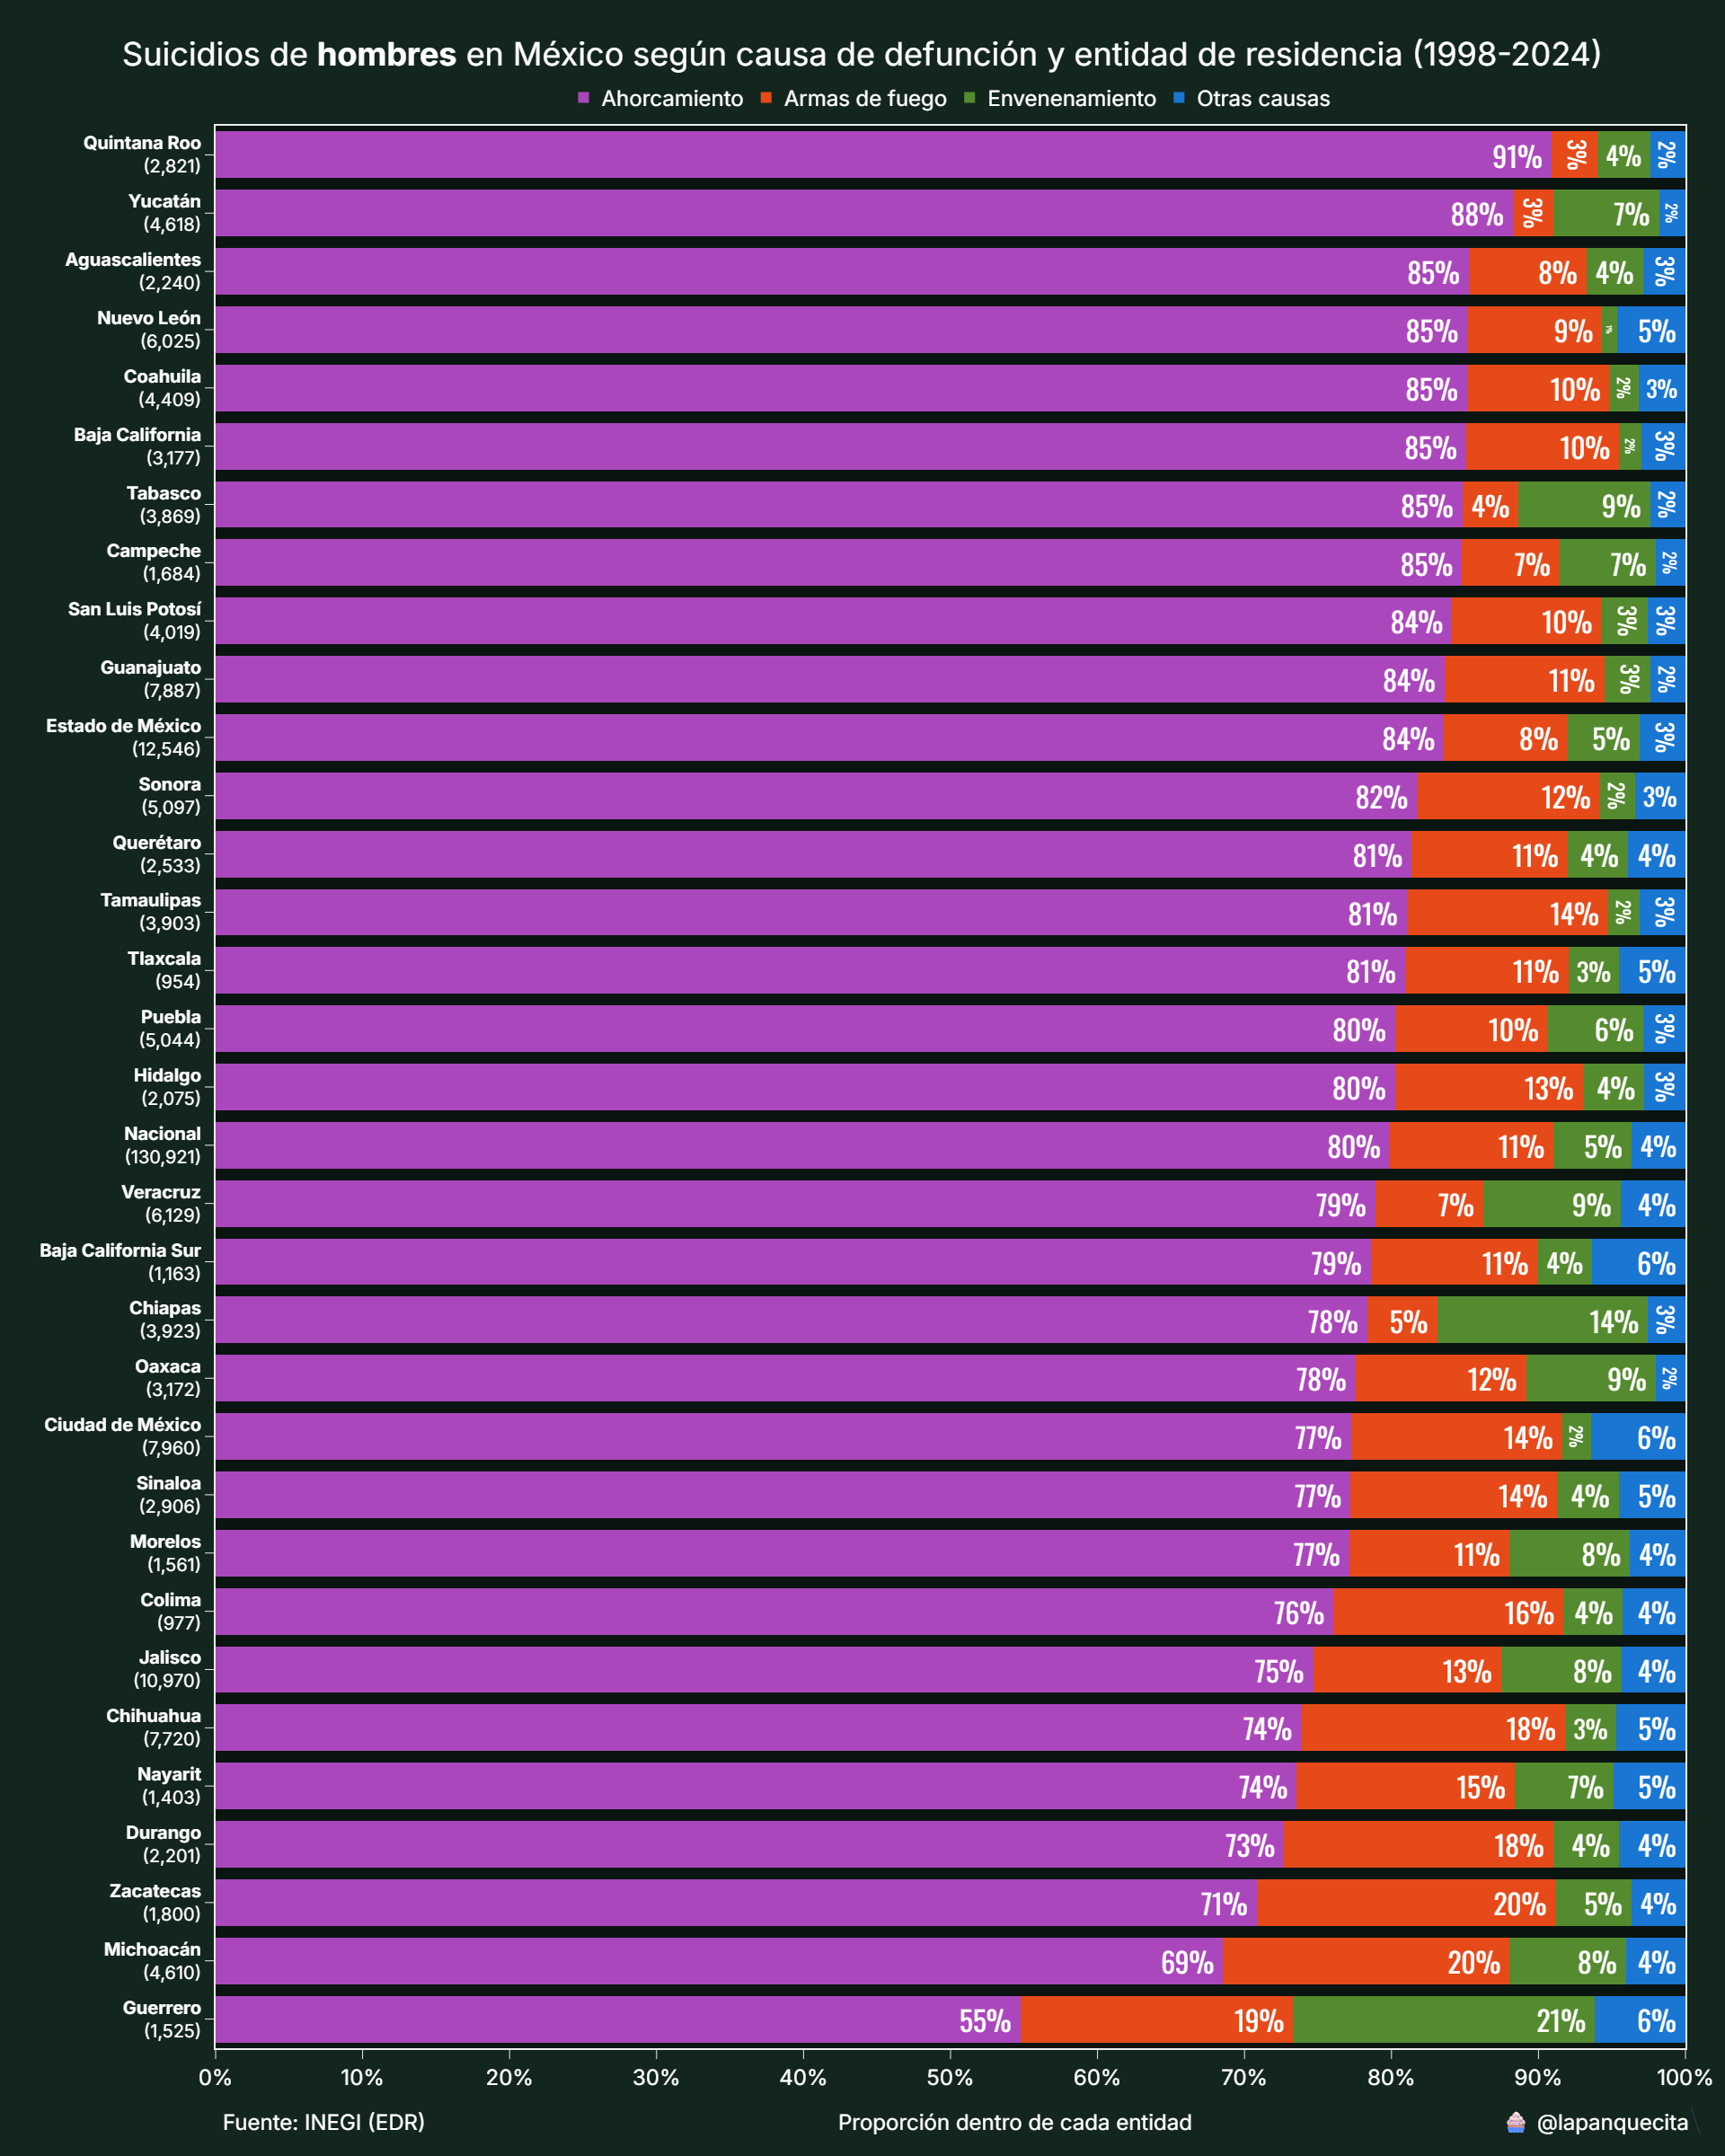 Suicidios de hombres en México según causa de defunción y entidad de residencia (1998-2024)
Ahorcamiento Armas de fuego Envenenamiento Otras causas
Quintana Roo
(2,821)
91% 3% 4% 2%
Yucatán
(4,618)
88% 3% 7% 2%
Aguascalientes
(2,240)
85% 8% 4% 3%
Nuevo León
(6,025)
85% 9% 1% 5%
Coahuila
(4,409)
85% 10% 2% 3%
Baja California
(3,177)
85% 10% 2% 3%
Tabasco
(3,869)
85% 4% 9% 2%
Campeche
(1,684)
85% 7% 7% 2%
San Luis Potosí
(4,019)
84% 10% 3% 3%
Guanajuato
(7,887)
84% 11% 3% 2%
Estado de México
(12,546)
84% 8% 5% 3%
Sonora
(5,097)
82% 12% 2% 3%
Querétaro
(2,533)
81% 11% 4% 4%
Tamaulipas
(3,903)
81% 14% 2% 3%
Tlaxcala
(954)
81% 11% 3% 5%
Puebla
(5,044)
80% 10% 6% 3%
Hidalgo
(2,075)
80% 13% 4% 3%
Nacional
(130,921)
80% 11% 5% 4%
Veracruz
(6,129)
79% 7% 9% 4%
Baja California Sur
(1,163)
79% 11% 4% 6%
Chiapas
(3,923)
78% 5% 14% 3%
Oaxaca
(3,172)
78% 12% 9% 2%
Ciudad de México
(7,960)
77% 14% 2% 6%
Sinaloa
(2,906)
77% 14% 4% 5%
Morelos
(1,561)
77% 11% 8% 4%
Colima
(977)
76% 16% 4% 4%
Jalisco
(10,970)
75% 13% 8% 4%
Chihuahua
(7,720)
74% 18% 3% 5%
Nayarit
(1,403)
74% 15% 7% 5%
Durango
(2,201)
73% 18% 4% 4%
Zacatecas
(1,800)
71% 20% 5% 4%
Michoacán
(4,610)
69% 20% 8% 4%
Guerrero
(1,525)
55% 19% 21% 6%
0% 10% 20% 30% 40% 50% 60% 70% 80% 90% 100%
Fuente: INEGI (EDR) Proporción dentro de cada entidad @lapanquecita